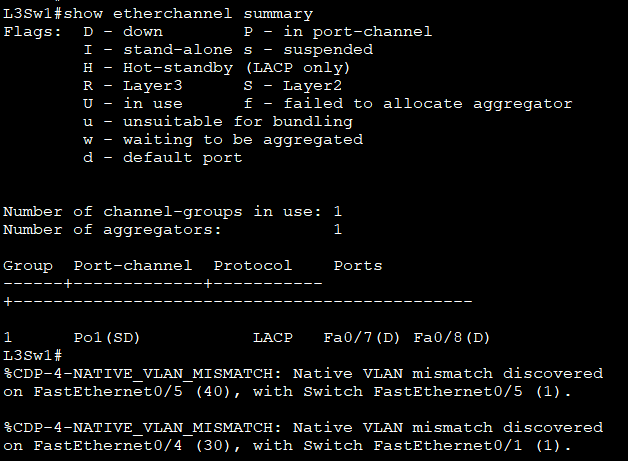 L3Sw1#show etherchannel summary
Flags:  D - down        P - in port-channel
        I - stand-alone s - suspended
        H - Hot-standby (LACP only)
        R - Layer3      S - Layer2
        U - in use      f - failed to allocate aggregator
        u - unsuitable for bundling
        w - waiting to be aggregated
        d - default port
Number of channel-groups in use: 1
Number of aggregators:           1
Group  Port-channel  Protocol    Ports
------+-------------+-----------
+----------------------------------------------
1      Po1(SD)           LACP   Fa0/7(D) Fa0/8(D)
L3Sw1#
%CDP-4-NATIVE_VLAN_MISMATCH: Native VLAN mismatch discovered
on FastEthernet0/5 (40), with Switch FastEthernet0/5 (1).
%CDP-4-NATIVE_VLAN_MISMATCH: Native VLAN mismatch discovered
on FastEthernet0/4 (30), with Switch FastEthernet0/1 (1).